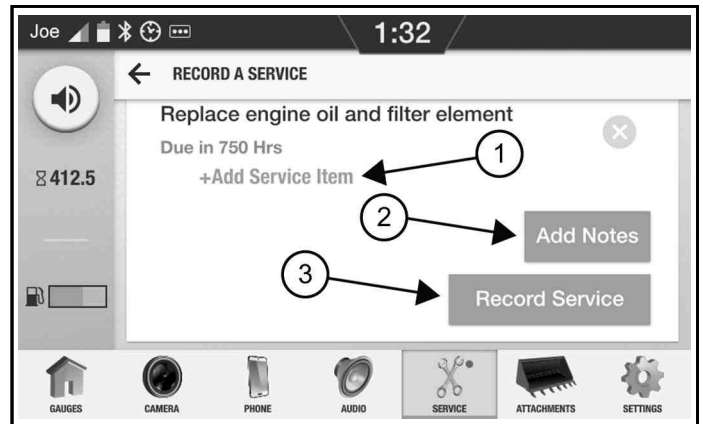 Joe 1:32
RECORD A SERVICE
Replace engine oil and filter element
Due in 750 Hrs
+Add Service Item
1
412.5
2
Add Notes
3
Record Service
GAUGES CAMERA PHONE AUDIO SERVICE ATTACHMENTS SETTINGS